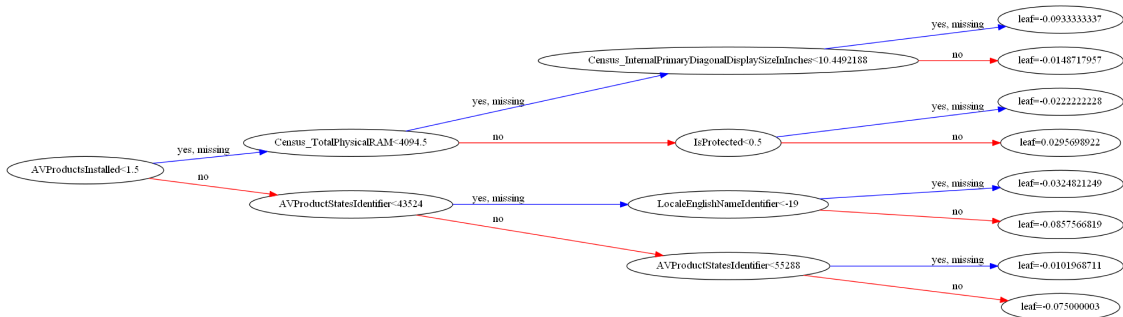 yes, missing
leaf=-0.0933333337
Census_InternalPrimaryDiagonalDisplaySizeInInches<10.4492188
no
leaf=-0.0148717957
yes, missing
yes, missing
leaf=-0.0222222228
Census_TotalPhysicalRAM<4094.5
no
IsProtected<0.5
no
leaf=0.0295698922
yes, missing
AVProductsInstalled<1.5
no
yes, missing
leaf=-0.0324821249
AVProductStatesIdentifier<43524
yes, missing
LocaleEnglishNameIdentifier<-19
no
leaf=-0.0857566819
no
yes, missing
leaf=-0.0101968711
AVProductStatesIdentifier<55288
no
leaf=-0.075000003